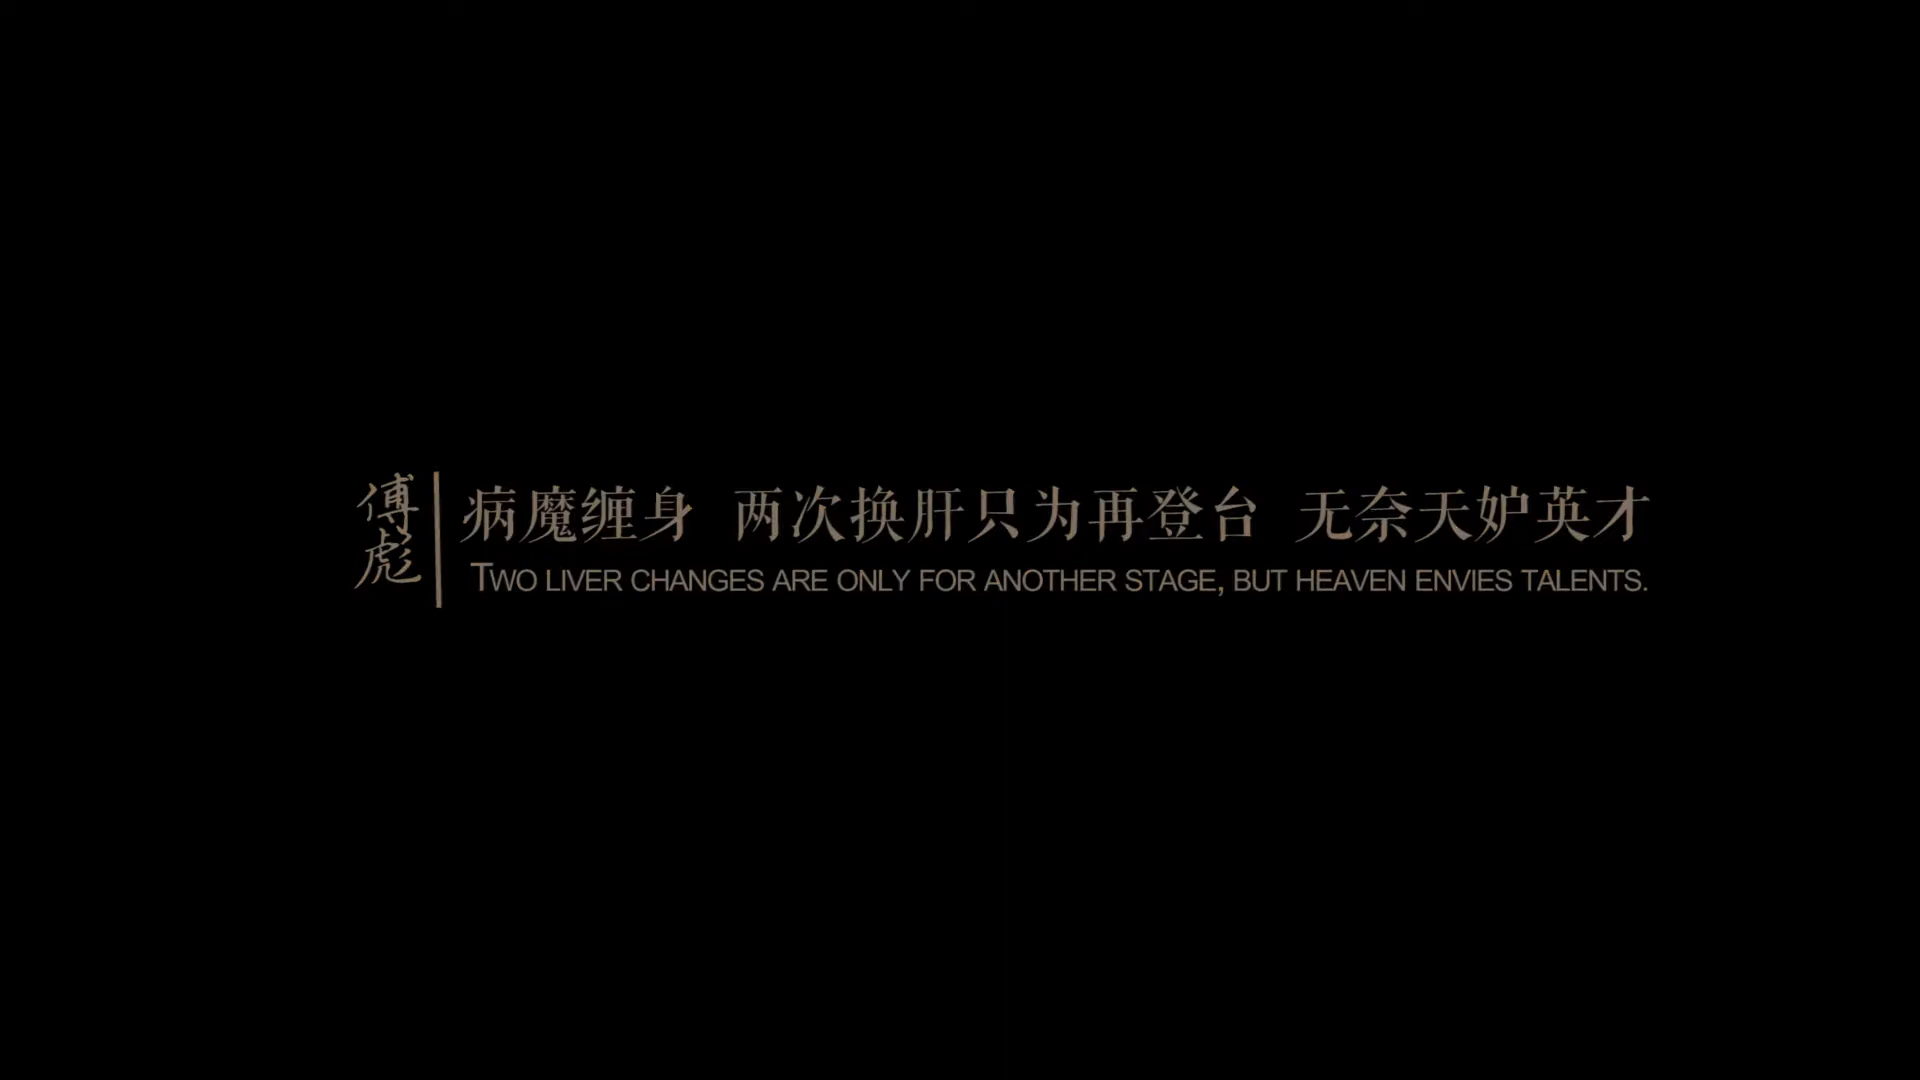 傅彪
病魔缠身 两次换肝只为再登台 无奈天妒英才
TWO LIVER CHANGES ARE ONLY FOR ANOTHER STAGE, BUT HEAVEN ENVIES TALENTS.